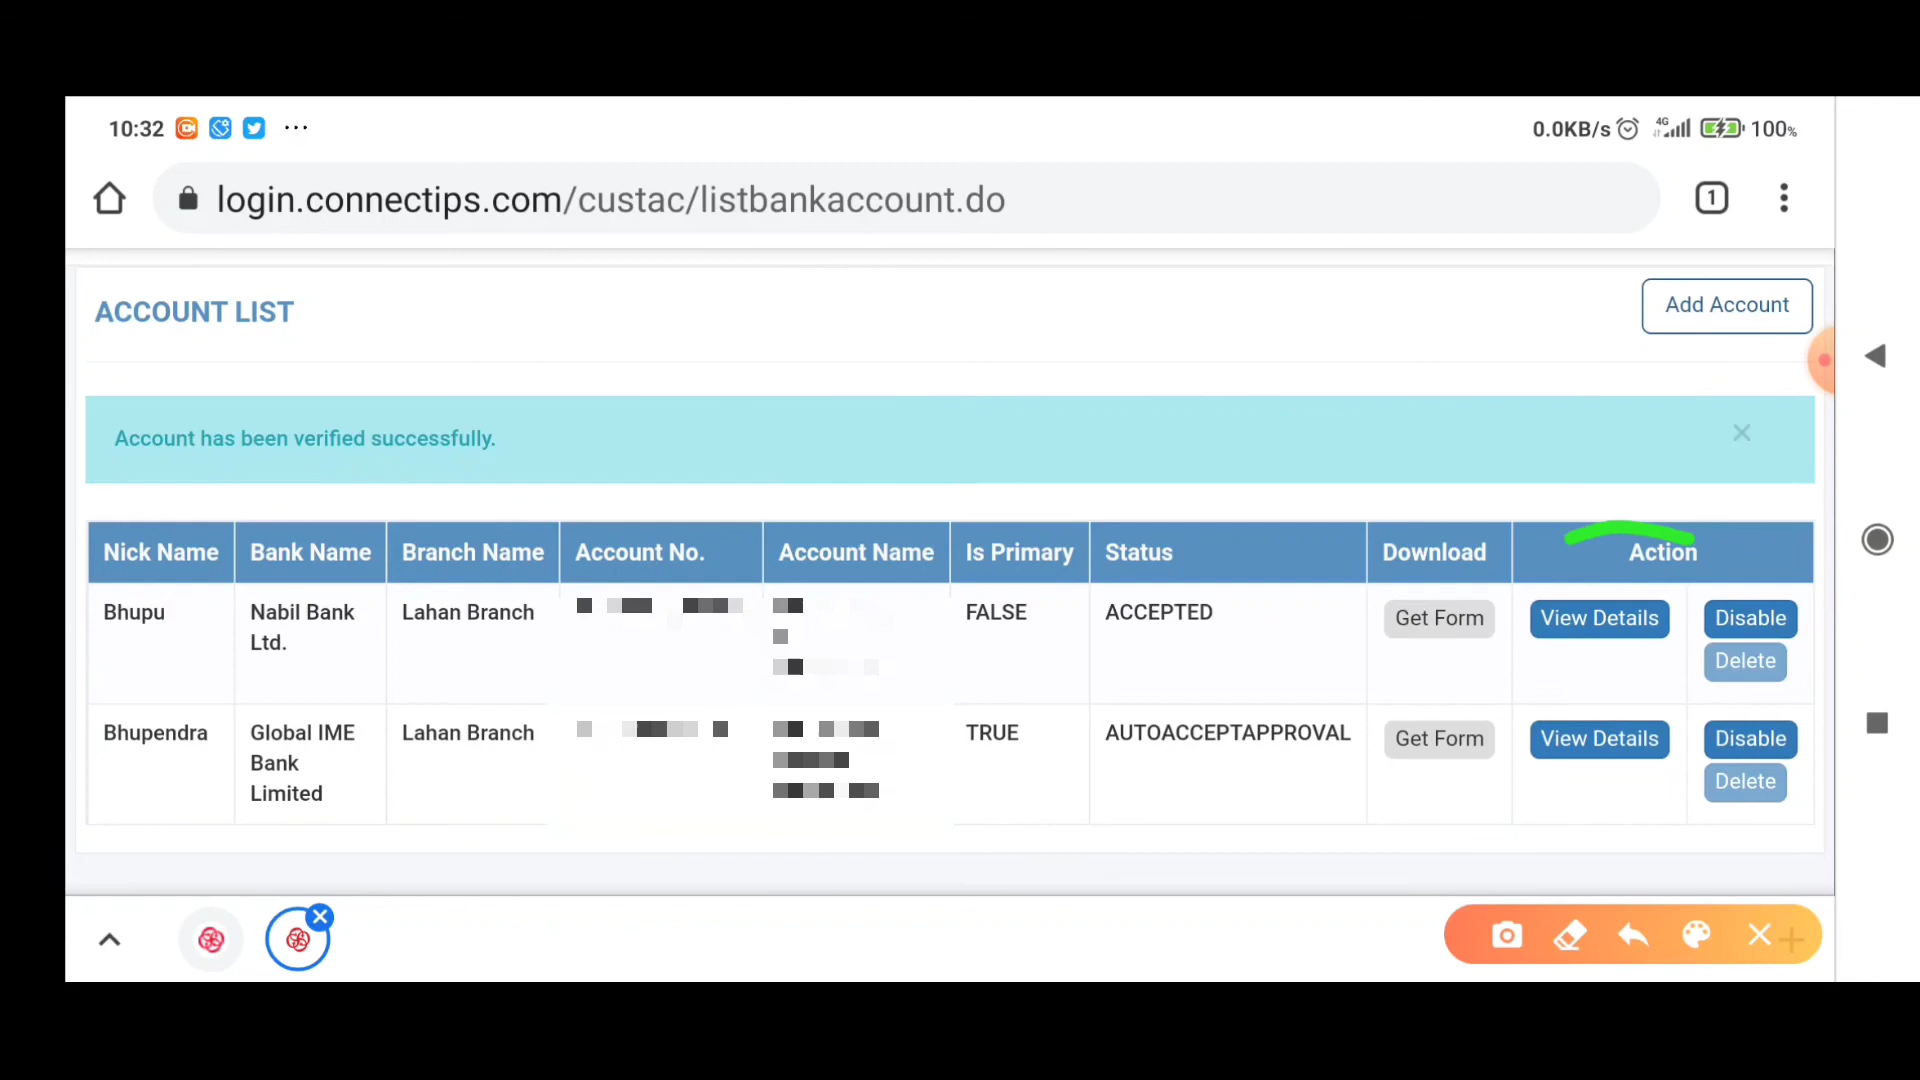 10:32
0.0KB/s 4G 100%
login.connectips.com/custac/listbankaccount.do
1
ACCOUNT LIST
Add Account
Account has been verified successfully.
Nick Name Bank Name Branch Name Account No. Account Name Is Primary Status Download Action
Bhupu Nabil Bank Lahan Branch FALSE ACCEPTED Get Form View Details Disable
Ltd.
Delete
Bhupendra Global IME Lahan Branch TRUE AUTOACCEPTAPPROVAL Get Form View Details Disable
Bank
Delete
Limited